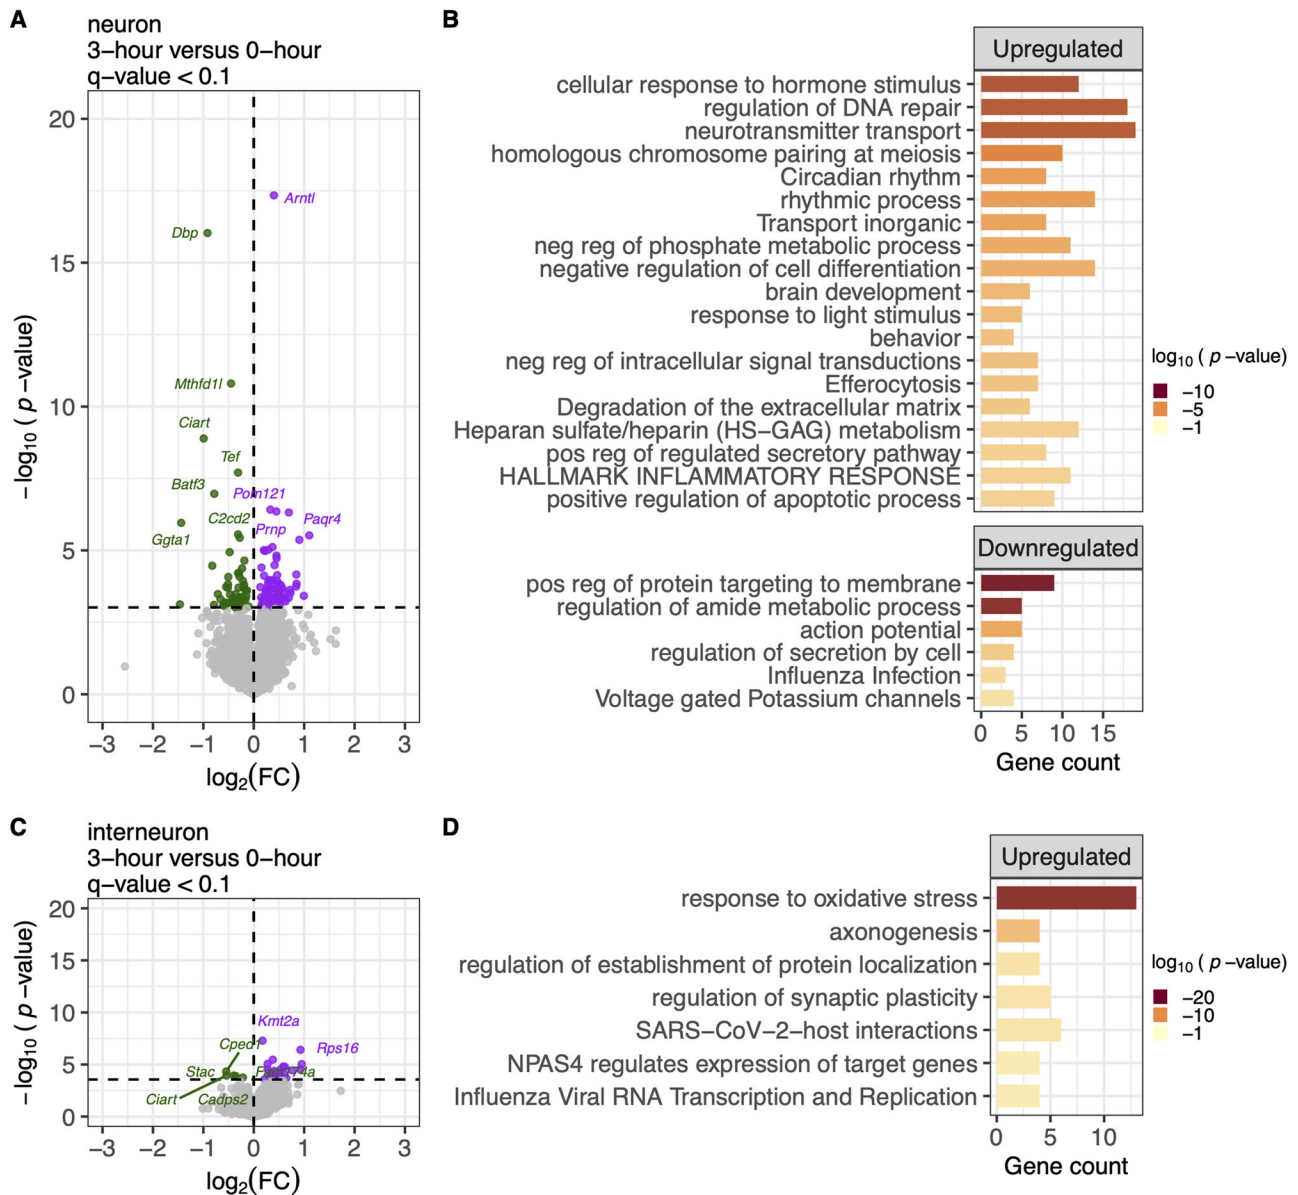 A
neuron
3−hour versus 0−hour
q−value < 0.1
− log10 ( p −value)
20
15
10
5
0
Arntl
Dbp
Mthfd1l
Ciart
Tef
Batf3
Pom121
C2cd2
Prnp
Paqr4
Ggta1
−3 −2 −1 0 1 2 3
log2(FC)
B
Upregulated
cellular response to hormone stimulus
regulation of DNA repair
neurotransmitter transport
homologous chromosome pairing at meiosis
Circadian rhythm
rhythmic process
Transport inorganic
neg reg of phosphate metabolic process
negative regulation of cell differentiation
brain development
response to light stimulus
behavior
neg reg of intracellular signal transductions
Efferocytosis
Degradation of the extracellular matrix
Heparan sulfate/heparin (HS−GAG) metabolism
pos reg of regulated secretory pathway
HALLMARK INFLAMMATORY RESPONSE
positive regulation of apoptotic process
Downregulated
pos reg of protein targeting to membrane
regulation of amide metabolic process
action potential
regulation of secretion by cell
Influenza Infection
Voltage gated Potassium channels
0 5 10 15
Gene count
log10 ( p −value)
−10
−5
−1
C
interneuron
3−hour versus 0−hour
q−value < 0.1
− log10 ( p −value)
20
15
10
5
0
Kmt2a
Cped1
Rps16
Stac
Ciart
Cadps2
−3 −2 −1 0 1 2 3
log2(FC)
D
Upregulated
response to oxidative stress
axonogenesis
regulation of establishment of protein localization
regulation of synaptic plasticity
SARS−CoV−2−host interactions
NPAS4 regulates expression of target genes
Influenza Viral RNA Transcription and Replication
0 5 10
Gene count
log10 ( p −value)
−20
−10
−1